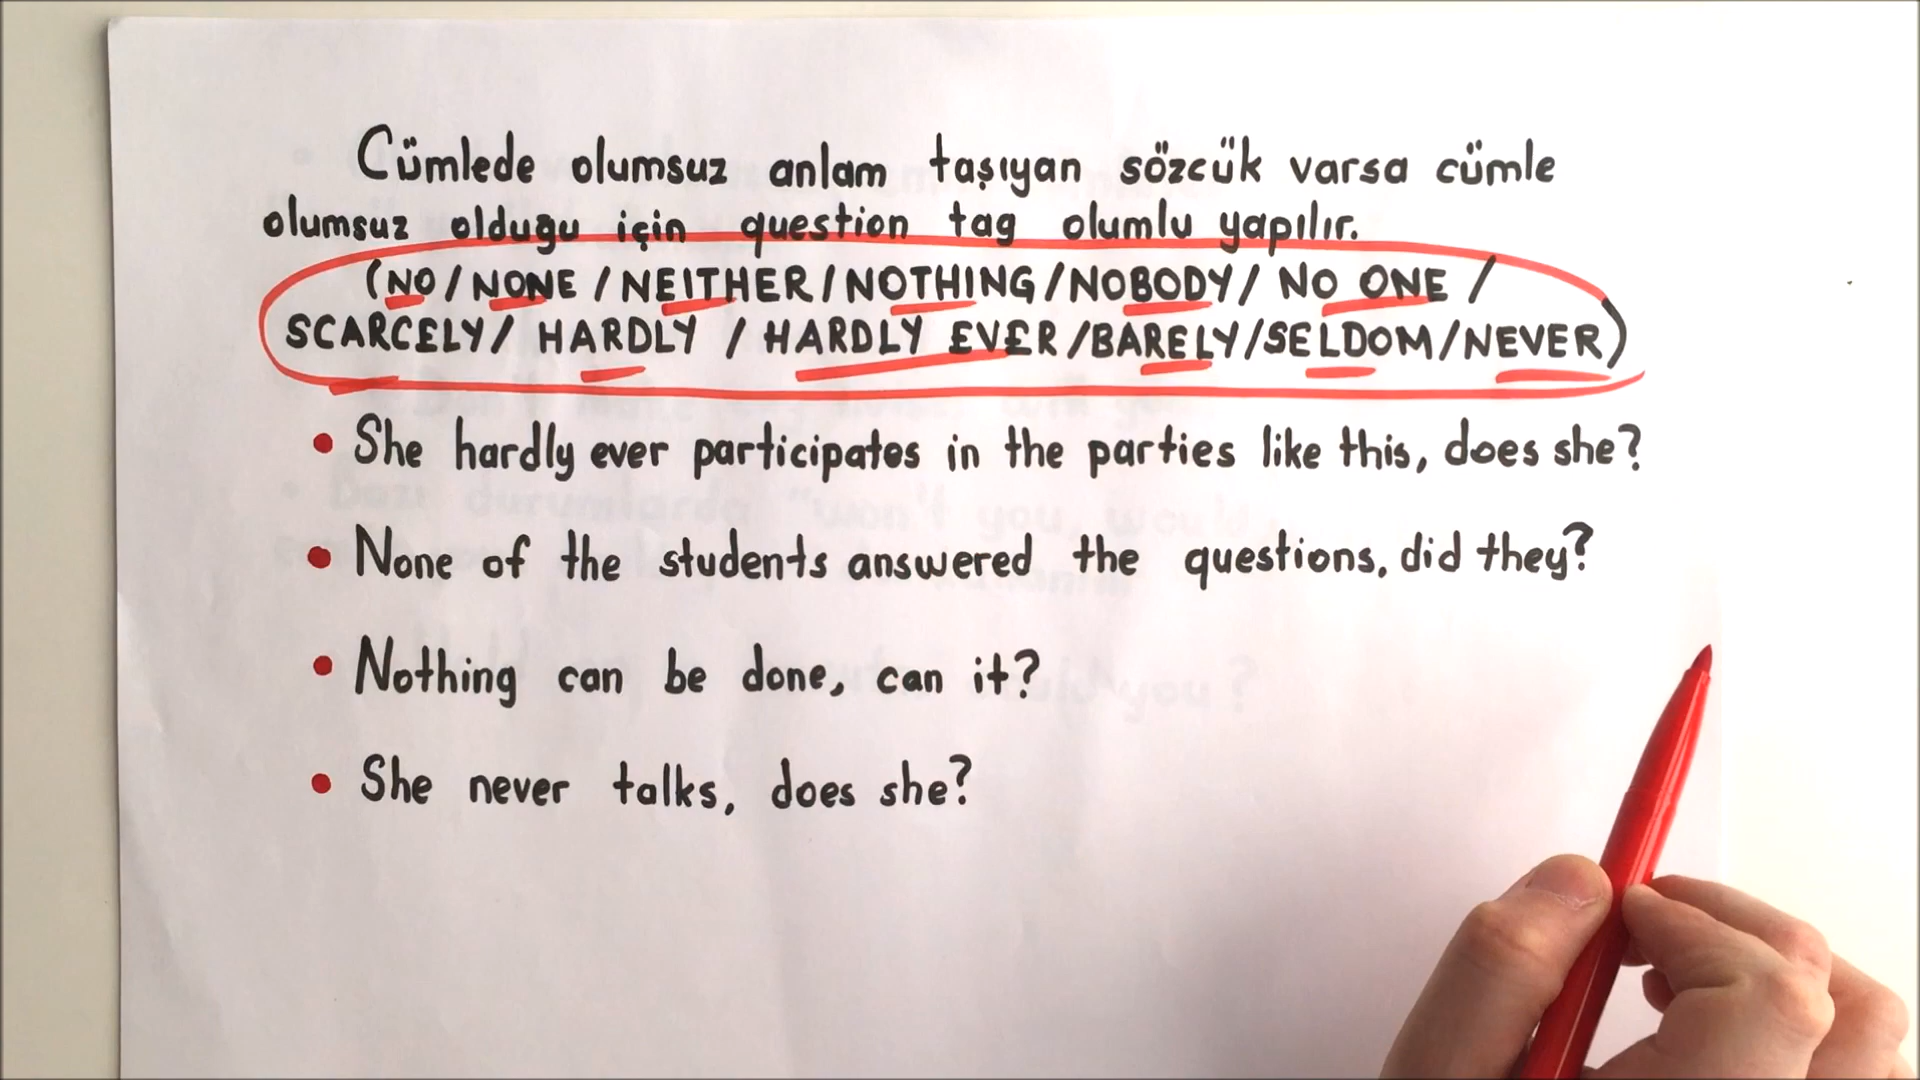 Cümlede olumsuz anlam taşıyan sözcük varsa cümle
olumsuz olduğu için question tag olumlu yapılır.
(NO / NONE / NEITHER / NOTHING / NOBODY / NO ONE /
SCARCELY / HARDLY / HARDLY EVER / BARELY / SELDOM / NEVER)
• She hardly ever participates in the parties like this, does she?
• None of the students answered the questions, did they?
• Nothing can be done, can it?
• She never talks, does she?